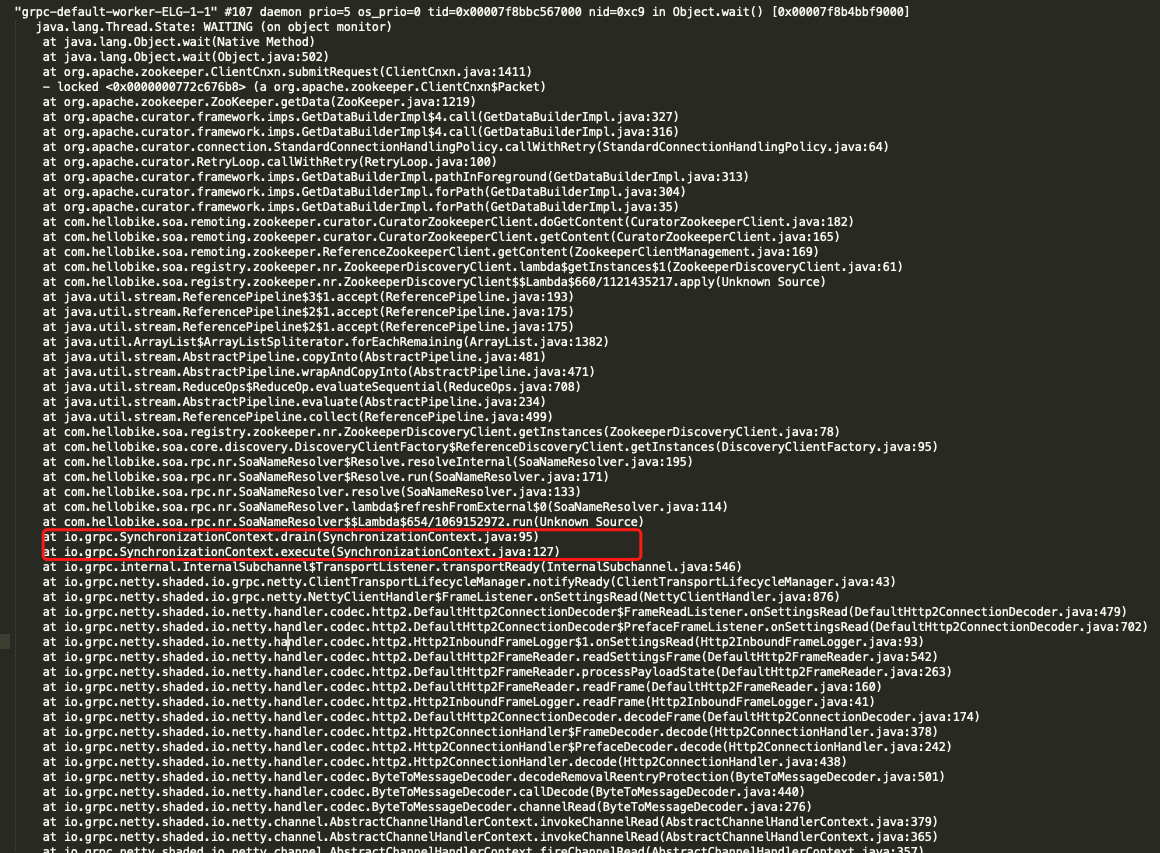 "grpc-default-worker-ELG-1-1" #107 daemon prio=5 os_prio=0 tid=0x00007f8bbc567000 nid=0xc9 in Object.wait() [0x00007f8b4bbf9000]
java.lang.Thread.State: WAITING (on object monitor)
at java.lang.Object.wait(Native Method)
at java.lang.Object.wait(Object.java:502)
at org.apache.zookeeper.ClientCnxn.submitRequest(ClientCnxn.java:1411)
- locked <0x0000000772c676b8> (a org.apache.zookeeper.ClientCnxn$Packet)
at org.apache.zookeeper.ZooKeeper.getData(ZooKeeper.java:1219)
at org.apache.curator.framework.imps.GetDataBuilderImpl$4.call(GetDataBuilderImpl.java:327)
at org.apache.curator.framework.imps.GetDataBuilderImpl$4.call(GetDataBuilderImpl.java:316)
at org.apache.curator.connection.StandardConnectionHandlingPolicy.callWithRetry(StandardConnectionHandlingPolicy.java:64)
at org.apache.curator.RetryLoop.callWithRetry(RetryLoop.java:100)
at org.apache.curator.framework.imps.GetDataBuilderImpl.pathInForeground(GetDataBuilderImpl.java:313)
at org.apache.curator.framework.imps.GetDataBuilderImpl.forPath(GetDataBuilderImpl.java:304)
at org.apache.curator.framework.imps.GetDataBuilderImpl.forPath(GetDataBuilderImpl.java:35)
at com.hellobike.soa.remoting.zookeeper.curator.CuratorZookeeperClient.doGetContent(CuratorZookeeperClient.java:182)
at com.hellobike.soa.remoting.zookeeper.curator.CuratorZookeeperClient.getContent(CuratorZookeeperClient.java:165)
at com.hellobike.soa.remoting.zookeeper.ReferenceZookeeperClient.getContent(ZookeeperClientManagement.java:169)
at com.hellobike.soa.registry.zookeeper.nr.ZookeeperDiscoveryClient.lambda$getInstances$1(ZookeeperDiscoveryClient.java:61)
at com.hellobike.soa.registry.zookeeper.nr.ZookeeperDiscoveryClient$$Lambda$660/1121435217.apply(Unknown Source)
at java.util.stream.ReferencePipeline$3$1.accept(ReferencePipeline.java:193)
at java.util.stream.ReferencePipeline$2$1.accept(ReferencePipeline.java:175)
at java.util.stream.ReferencePipeline$2$1.accept(ReferencePipeline.java:175)
at java.util.ArrayList$ArrayListSpliterator.forEachRemaining(ArrayList.java:1382)
at java.util.stream.AbstractPipeline.copyInto(AbstractPipeline.java:481)
at java.util.stream.AbstractPipeline.wrapAndCopyInto(AbstractPipeline.java:471)
at java.util.stream.ReduceOps$ReduceOp.evaluateSequential(ReduceOps.java:708)
at java.util.stream.AbstractPipeline.evaluate(AbstractPipeline.java:234)
at java.util.stream.ReferencePipeline.collect(ReferencePipeline.java:499)
at com.hellobike.soa.registry.zookeeper.nr.ZookeeperDiscoveryClient.getInstances(ZookeeperDiscoveryClient.java:78)
at com.hellobike.soa.core.discovery.DiscoveryClientFactory$ReferenceDiscoveryClient.getInstances(DiscoveryClientFactory.java:95)
at com.hellobike.soa.rpc.nr.SoaNameResolver$Resolve.resolveInternal(SoaNameResolver.java:195)
at com.hellobike.soa.rpc.nr.SoaNameResolver$Resolve.run(SoaNameResolver.java:171)
at com.hellobike.soa.rpc.nr.SoaNameResolver.resolve(SoaNameResolver.java:133)
at com.hellobike.soa.rpc.nr.SoaNameResolver.lambda$refreshFromExternal$0(SoaNameResolver.java:114)
at com.hellobike.soa.rpc.nr.SoaNameResolver$$Lambda$654/1069152972.run(Unknown Source)
at io.grpc.SynchronizationContext.drain(SynchronizationContext.java:95)
at io.grpc.SynchronizationContext.execute(SynchronizationContext.java:127)
at io.grpc.internal.InternalSubchannel$TransportListener.transportReady(InternalSubchannel.java:546)
at io.grpc.netty.shaded.io.grpc.netty.ClientTransportLifecycleManager.notifyReady(ClientTransportLifecycleManager.java:43)
at io.grpc.netty.shaded.io.grpc.netty.NettyClientHandler$FrameListener.onSettingsRead(NettyClientHandler.java:876)
at io.grpc.netty.shaded.io.netty.handler.codec.http2.DefaultHttp2ConnectionDecoder$FrameReadListener.onSettingsRead(DefaultHttp2ConnectionDecoder.java:479)
at io.grpc.netty.shaded.io.netty.handler.codec.http2.DefaultHttp2ConnectionDecoder$PrefaceFrameListener.onSettingsRead(DefaultHttp2ConnectionDecoder.java:702)
at io.grpc.netty.shaded.io.netty.handler.codec.http2.Http2InboundFrameLogger$1.onSettingsRead(Http2InboundFrameLogger.java:93)
at io.grpc.netty.shaded.io.netty.handler.codec.http2.DefaultHttp2FrameReader.readSettingsFrame(DefaultHttp2FrameReader.java:542)
at io.grpc.netty.shaded.io.netty.handler.codec.http2.DefaultHttp2FrameReader.processPayloadState(DefaultHttp2FrameReader.java:263)
at io.grpc.netty.shaded.io.netty.handler.codec.http2.DefaultHttp2FrameReader.readFrame(DefaultHttp2FrameReader.java:160)
at io.grpc.netty.shaded.io.netty.handler.codec.http2.Http2InboundFrameLogger.readFrame(Http2InboundFrameLogger.java:41)
at io.grpc.netty.shaded.io.netty.handler.codec.http2.DefaultHttp2ConnectionDecoder.decodeFrame(DefaultHttp2ConnectionDecoder.java:174)
at io.grpc.netty.shaded.io.netty.handler.codec.http2.Http2ConnectionHandler$FrameDecoder.decode(Http2ConnectionHandler.java:378)
at io.grpc.netty.shaded.io.netty.handler.codec.http2.Http2ConnectionHandler$PrefaceDecoder.decode(Http2ConnectionHandler.java:242)
at io.grpc.netty.shaded.io.netty.handler.codec.http2.Http2ConnectionHandler.decode(Http2ConnectionHandler.java:438)
at io.grpc.netty.shaded.io.netty.handler.codec.ByteToMessageDecoder.decodeRemovalReentryProtection(ByteToMessageDecoder.java:501)
at io.grpc.netty.shaded.io.netty.handler.codec.ByteToMessageDecoder.callDecode(ByteToMessageDecoder.java:440)
at io.grpc.netty.shaded.io.netty.handler.codec.ByteToMessageDecoder.channelRead(ByteToMessageDecoder.java:276)
at io.grpc.netty.shaded.io.netty.channel.AbstractChannelHandlerContext.invokeChannelRead(AbstractChannelHandlerContext.java:379)
at io.grpc.netty.shaded.io.netty.channel.AbstractChannelHandlerContext.invokeChannelRead(AbstractChannelHandlerContext.java:365)
at io.grpc.netty.shaded.io.netty.channel.AbstractChannelHandlerContext.fireChannelRead(AbstractChannelHandlerContext.java:357)